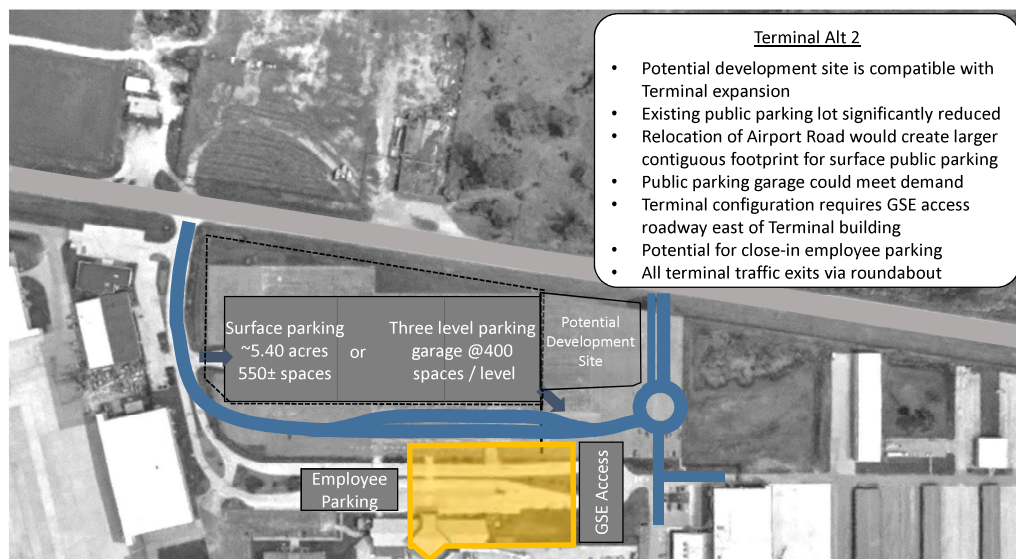 Terminal Alt 2
• Potential development site is compatible with
Terminal expansion
• Existing public parking lot significantly reduced
• Relocation of Airport Road would create larger
contiguous footprint for surface public parking
• Public parking garage could meet demand
• Terminal configuration requires GSE access
roadway east of Terminal building
• Potential for close-in employee parking
• All terminal traffic exits via roundabout
Surface parking
~5.40 acres
550± spaces
or
Three level parking
garage @400
spaces / level
Potential
Development
Site
Employee
Parking
GSE Access